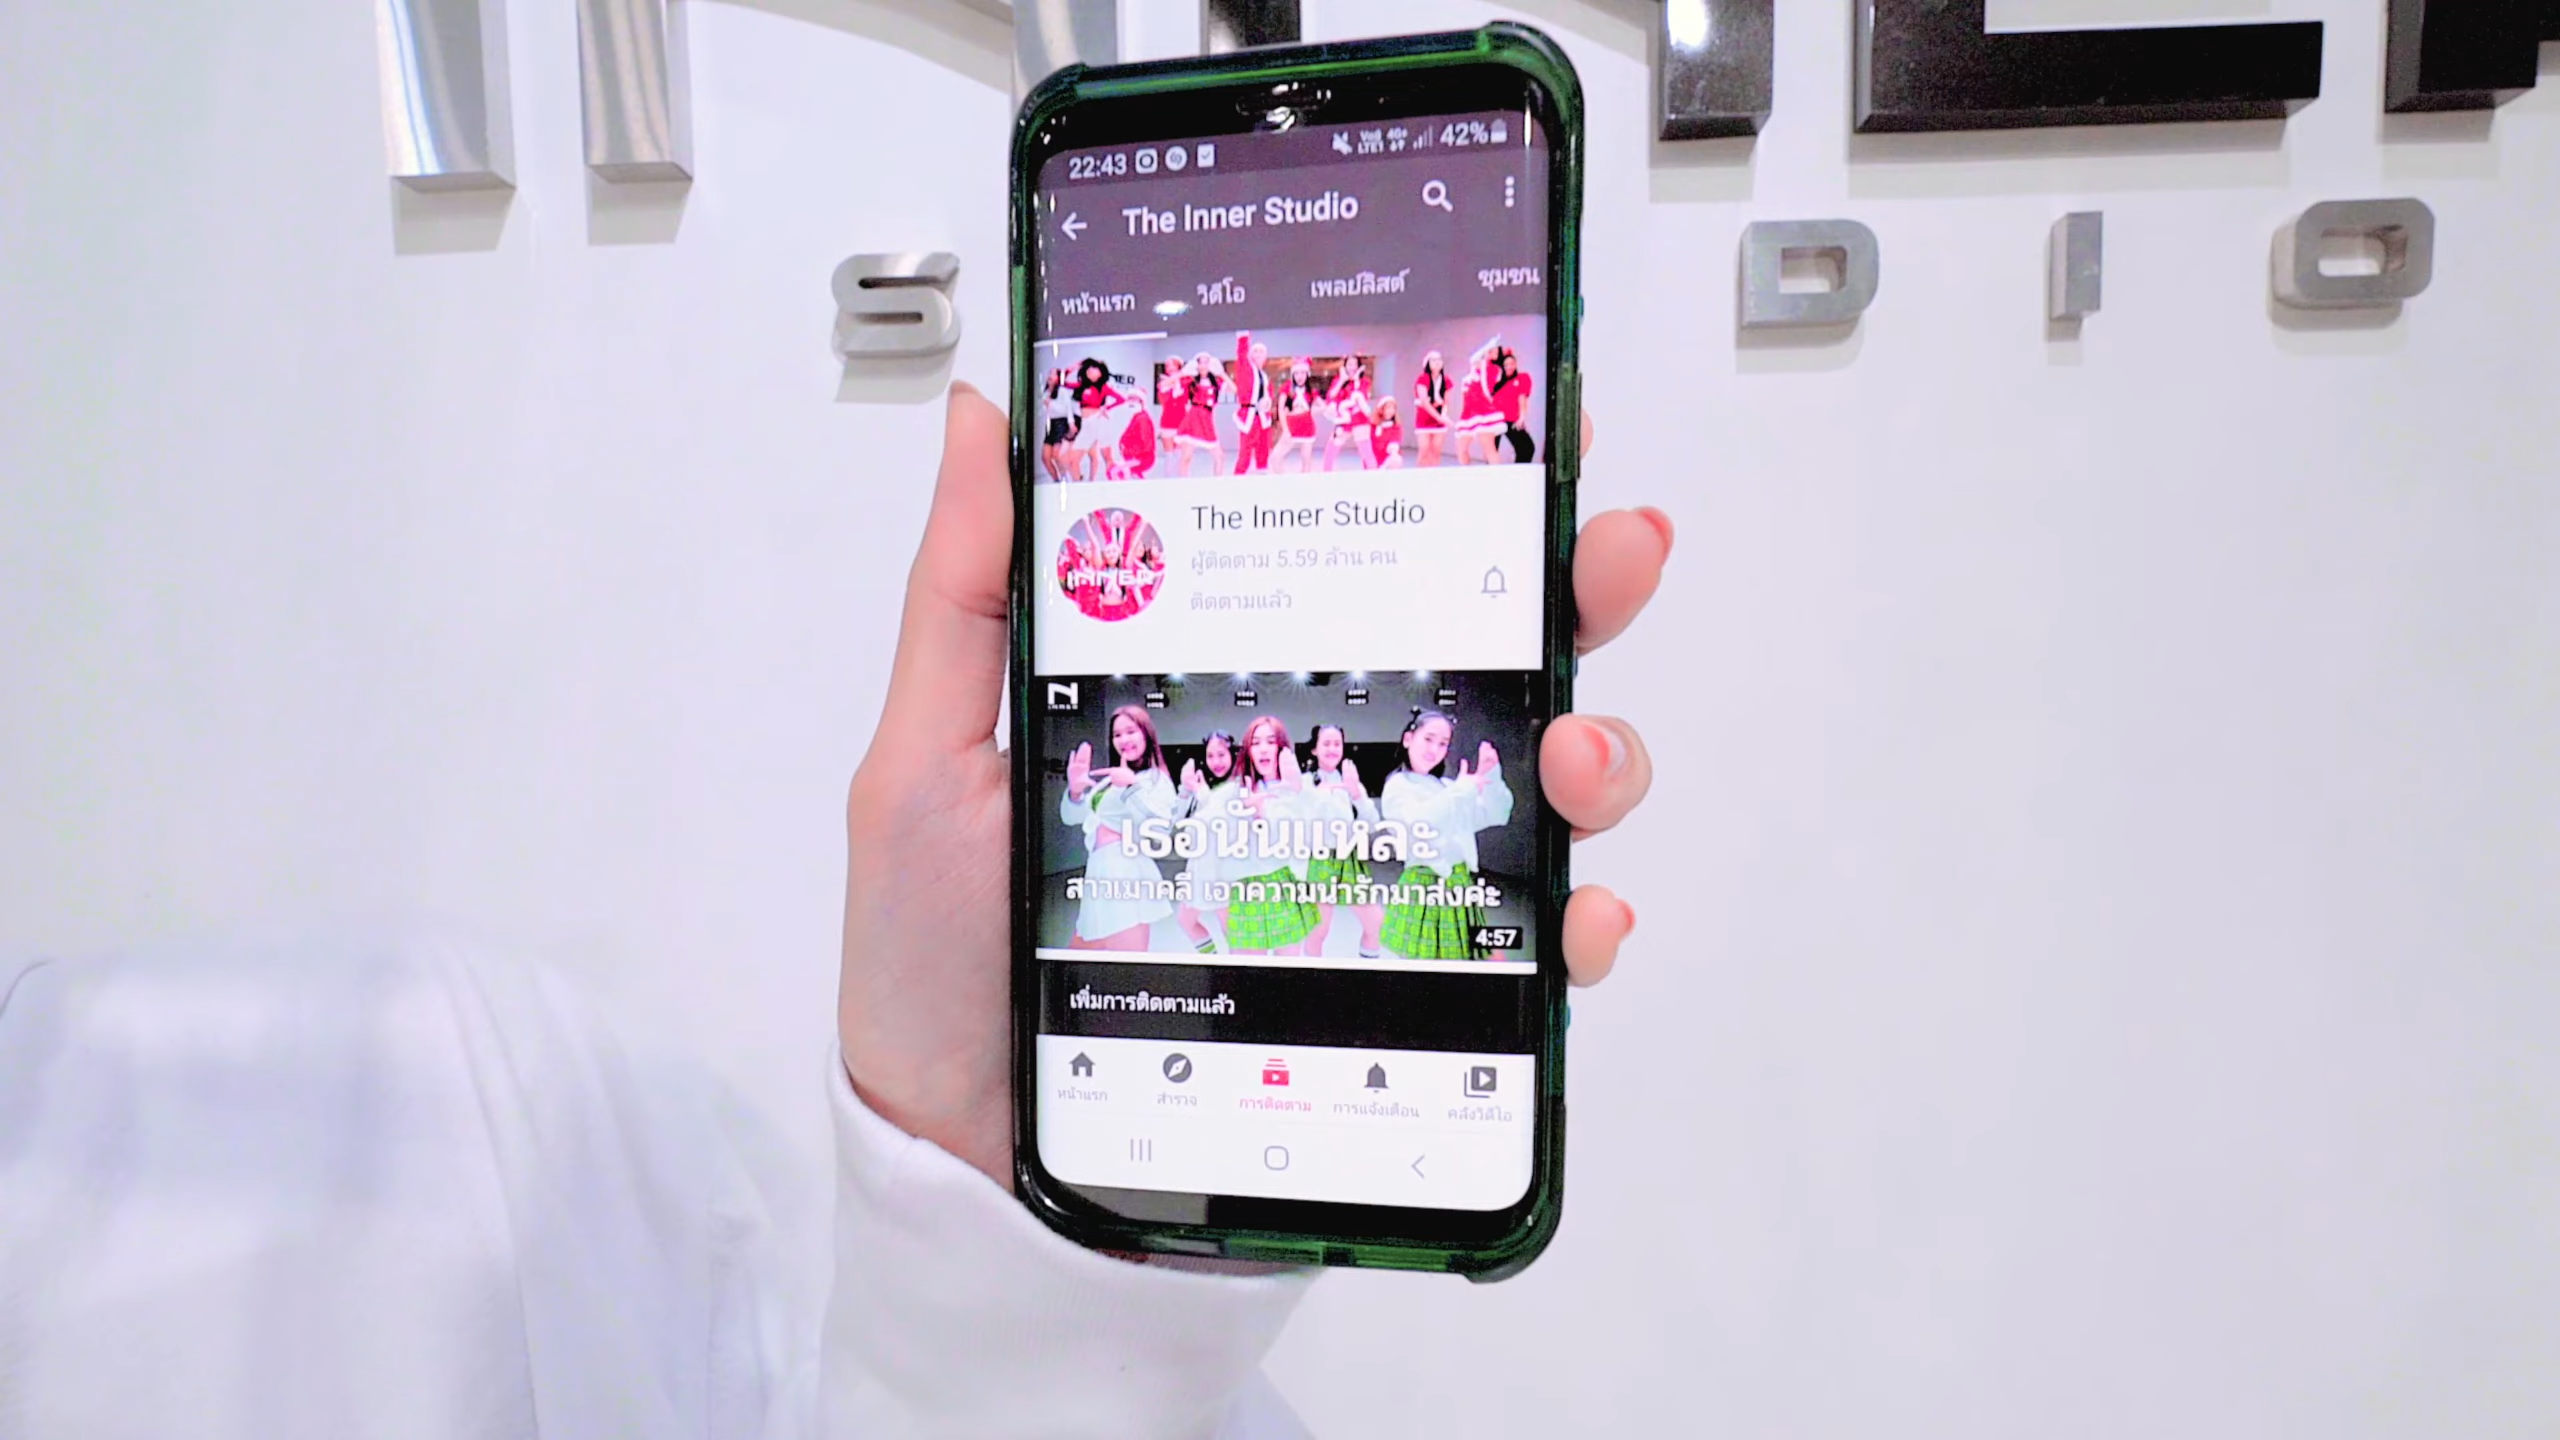 22:43 42%
The Inner Studio
หน้าแรก วิดีโอ เพลย์ลิสต์ ชุมชน
S D I O
The Inner Studio
ผู้ติดตาม 5.59 ล้าน คน
ติดตามแล้ว
INNER
เธอนั่นแหละ
สาวเมาคลี เอาความน่ารักมาส่งค่ะ
4:57
เพิ่มการติดตามแล้ว
หน้าแรก สำรวจ การติดตาม การแจ้งเตือน คลังวิดีโอ